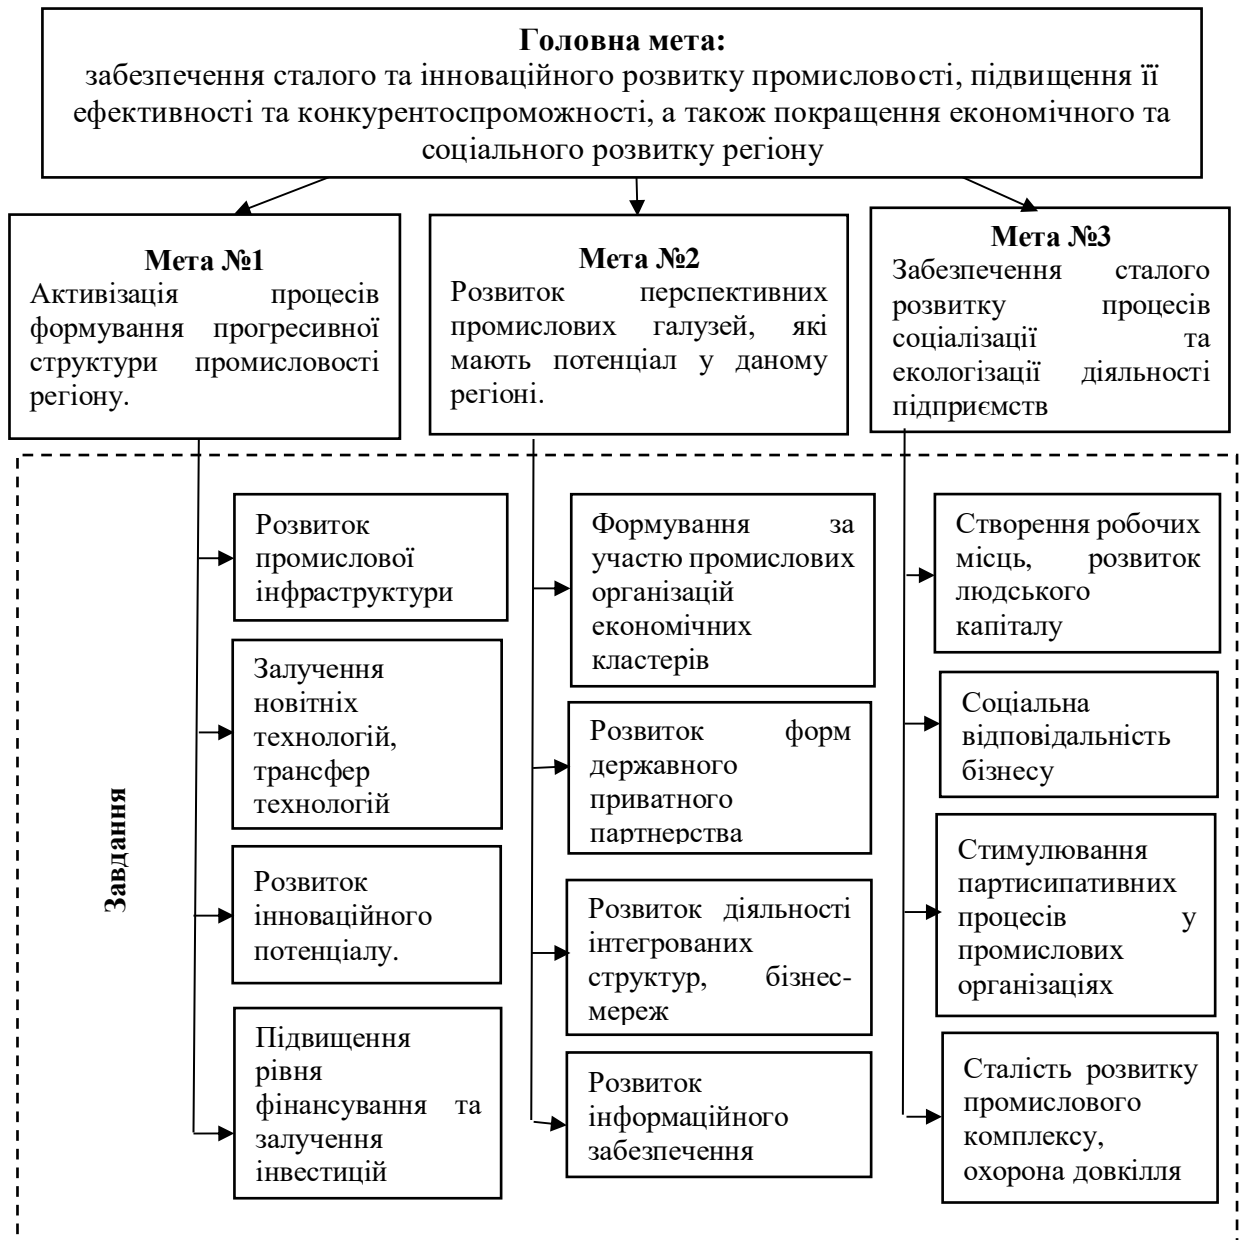 Головна мета:
забезпечення сталого та інноваційного розвитку промисловості, підвищення її
ефективності та конкурентоспроможності, а також покращення економічного та
соціального розвитку регіону
Мета №1
Активізація процесів
формування прогресивної
структури промисловості
регіону.
Мета №2
Розвиток перспективних
промислових галузей, які
мають потенціал у даному
регіоні.
Мета №3
Забезпечення сталого
розвитку процесів
соціалізації та
екологізації діяльності
підприємств
Завдання
Розвиток
промислової
інфраструктури
Залучення
новітніх
технологій,
трансфер
технологій
Розвиток
інноваційного
потенціалу.
Підвищення
рівня
фінансування та
залучення
інвестицій
Формування за
участю промислових
організацій
економічних
кластерів
Розвиток форм
державного
приватного
партнерства
Розвиток діяльності
інтегрованих
структур, бізнес-
мереж
Розвиток
інформаційного
забезпечення
Створення робочих
місць, розвиток
людського
капіталу
Соціальна
відповідальність
бізнесу
Стимулювання
партисипативних
процесів у
промислових
організаціях
Сталість розвитку
промислового
комплексу,
охорона довкілля